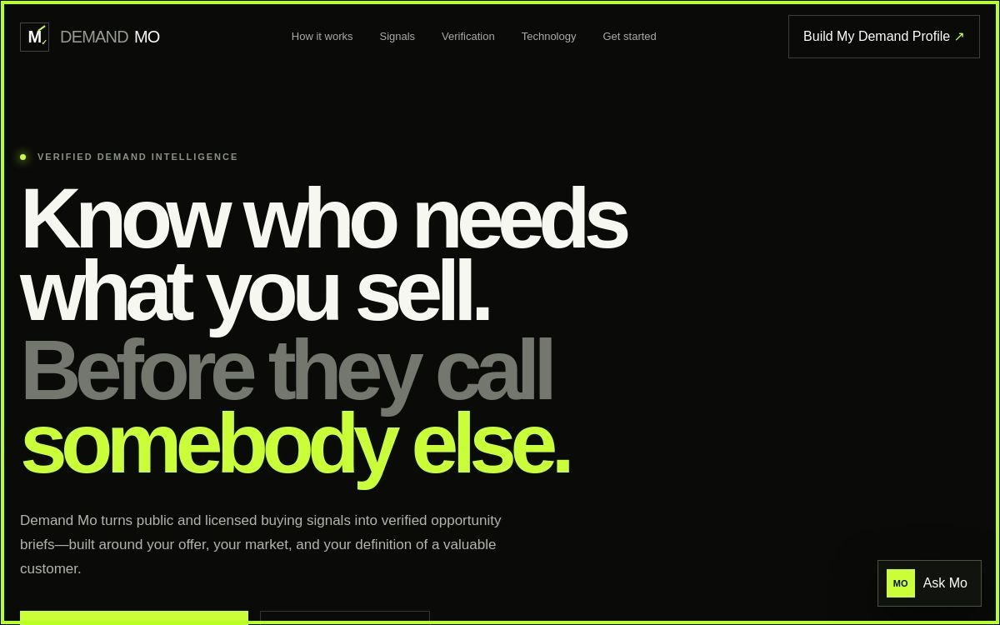 M DEMAND MO
How it works
Signals
Verification
Technology
Get started
Build My Demand Profile ↗
VERIFIED DEMAND INTELLIGENCE
Know who needs
what you sell.
Before they call
somebody else.
Demand Mo turns public and licensed buying signals into verified opportunity
briefs—built around your offer, your market, and your definition of a valuable
customer.
MO Ask Mo